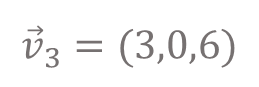 v⃗₃ = (3,0,6)